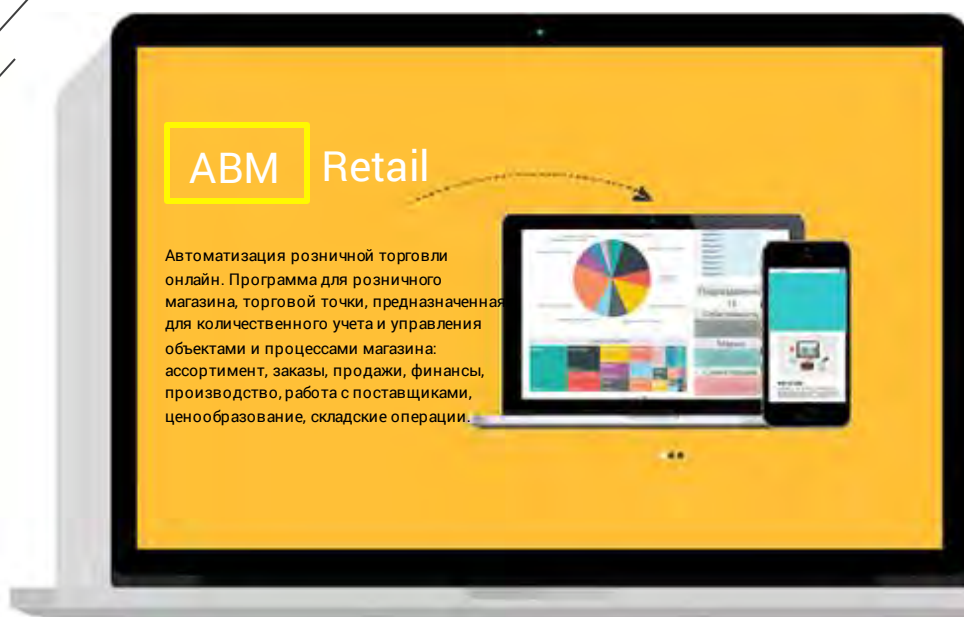 ABM Retail
Автоматизация розничной торговли
онлайн. Программа для розничного
магазина, торговой точки, предназначенная
для количественного учета и управления
объектами и процессами магазина:
ассортимент, заказы, продажи, финансы,
производство, работа с поставщиками,
ценообразование, складские операции.